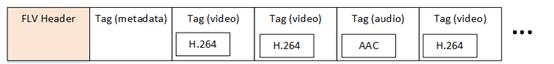 FLV Header
Tag (metadata)
Tag (video)
H.264
Tag (video)
H.264
Tag (audio)
AAC
Tag (video)
H.264
•••